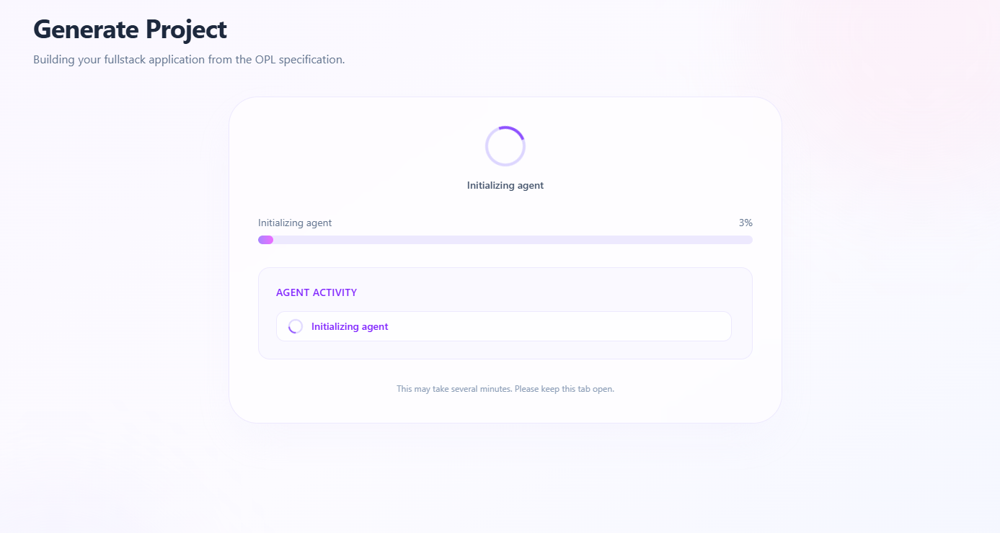 Generate Project
Building your fullstack application from the OPL specification.
Initializing agent
Initializing agent 3%
AGENT ACTIVITY
Initializing agent
This may take several minutes. Please keep this tab open.